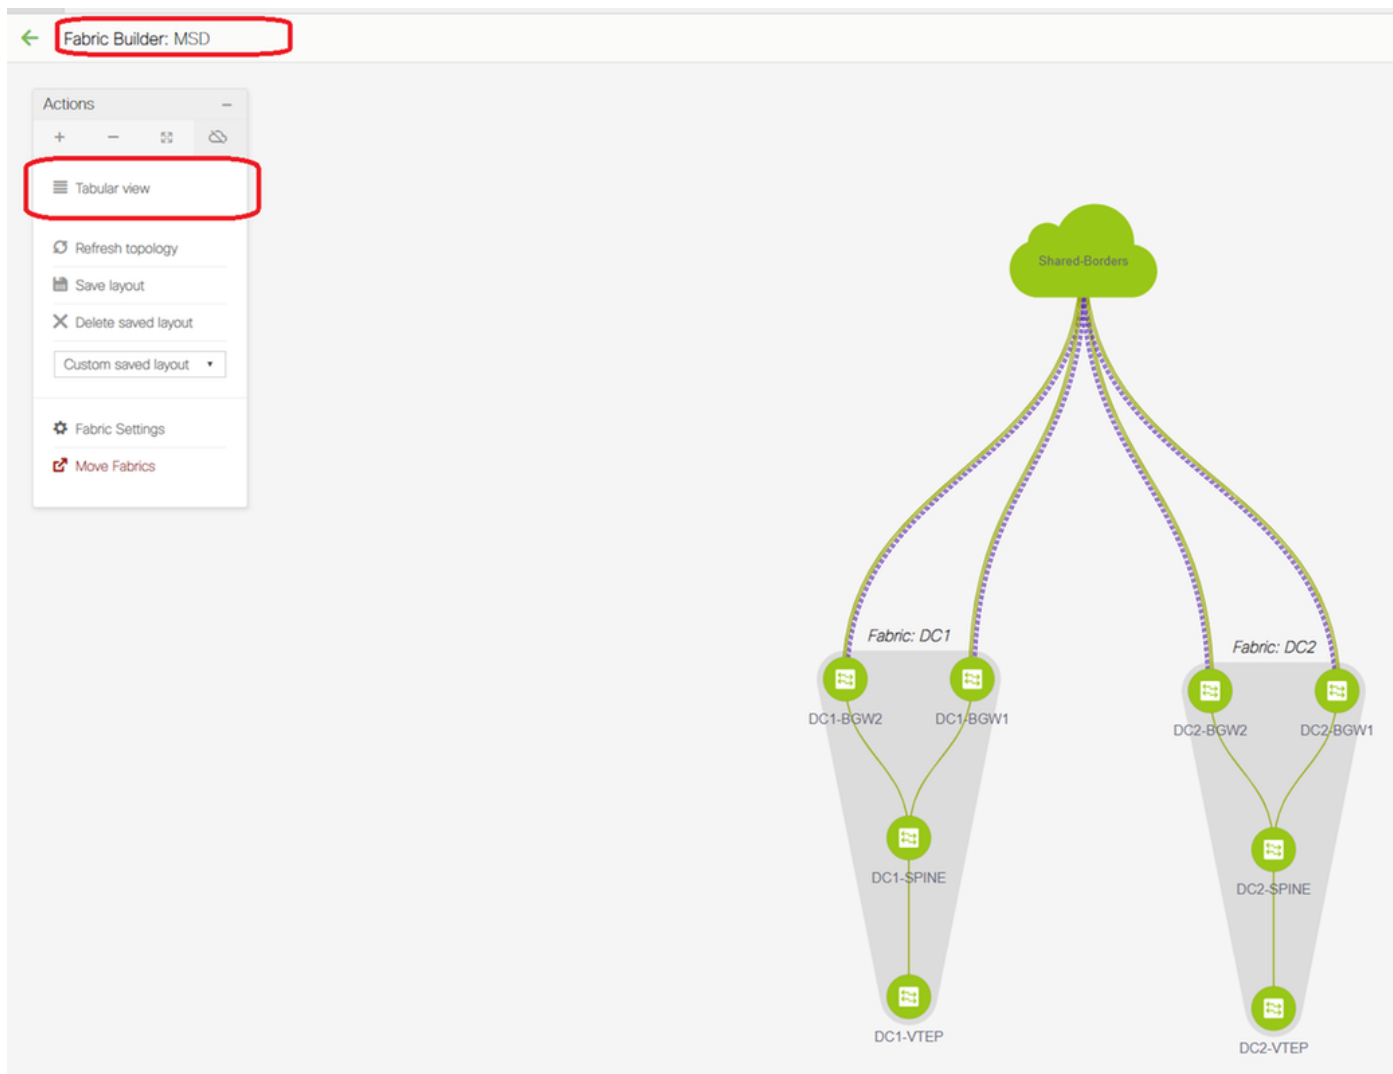 Fabric Builder: MSD
Actions
Tabular view
Refresh topology
Save layout
Delete saved layout
Custom saved layout
Fabric Settings
Move Fabrics
Shared-Borders
Fabric: DC1
Fabric: DC2
DC1-BGW2
DC1-BGW1
DC2-BGW2
DC2-BGW1
DC1-SPINE
DC2-SPINE
DC1-VTEP
DC2-VTEP